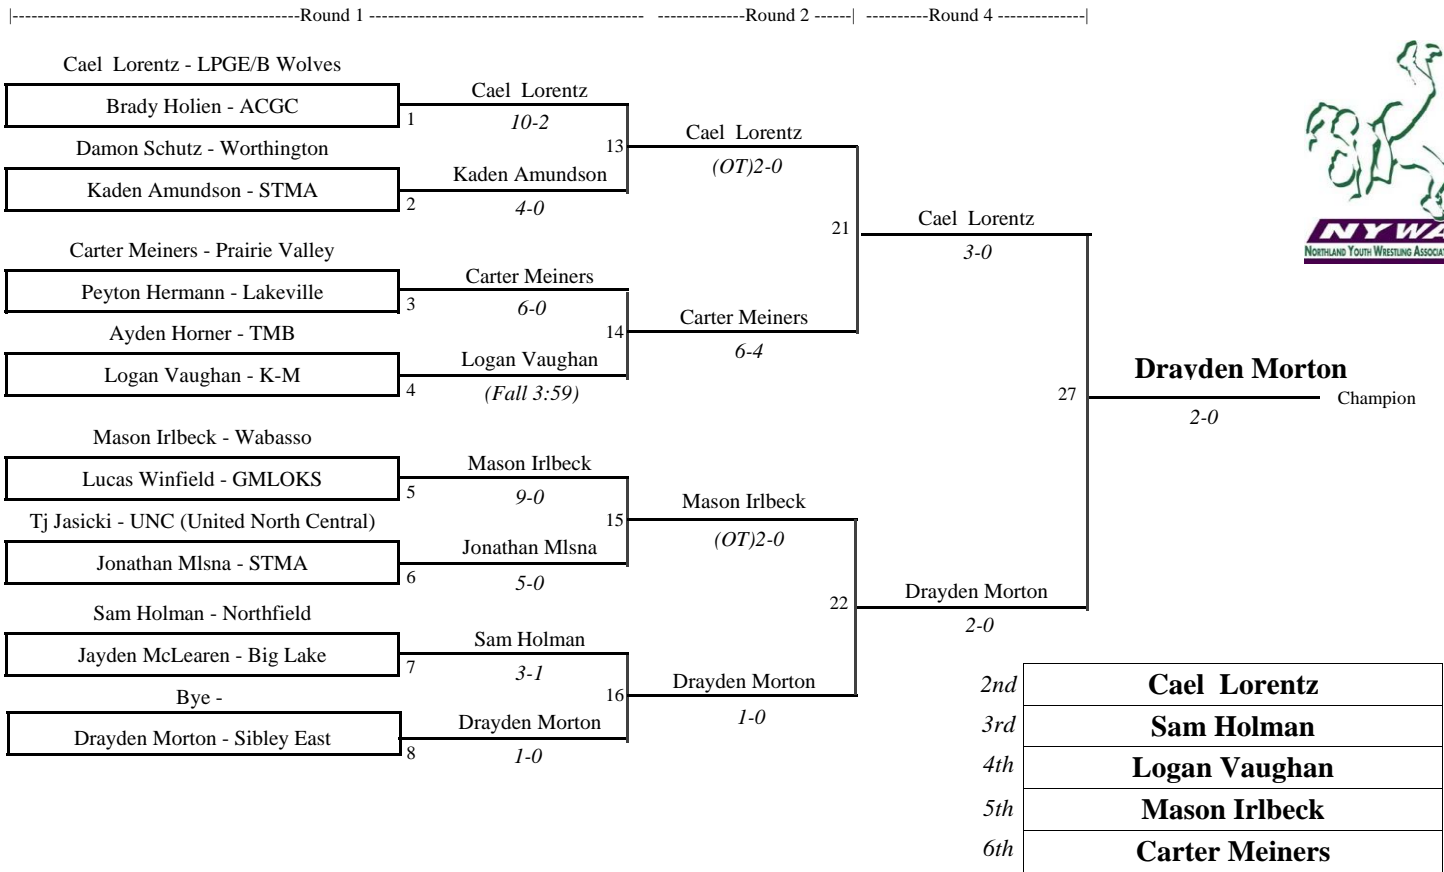 |--------------------------------------------Round 1 ------------------------------------------ --------------Round 2 ------| ----------Round 4 --------------|
Cael Lorentz - LPGE/B Wolves
Brady Holien - ACGC
1
Damon Schutz - Worthington
Kaden Amundson - STMA
2
Carter Meiners - Prairie Valley
Peyton Hermann - Lakeville
3
Ayden Horner - TMB
Logan Vaughan - K-M
4
Mason Irlbeck - Wabasso
Lucas Winfield - GMLOKS
5
Tj Jasicki - UNC (United North Central)
Jonathan Mlsna - STMA
6
Sam Holman - Northfield
Jayden McLearen - Big Lake
7
Bye -
Drayden Morton - Sibley East
8
Cael Lorentz
10-2
13
Kaden Amundson
4-0
Carter Meiners
6-0
14
Logan Vaughan
(Fall 3:59)
Mason Irlbeck
9-0
15
Jonathan Mlsna
5-0
Sam Holman
3-1
16
Drayden Morton
1-0
Cael Lorentz
(OT)2-0
21
Carter Meiners
6-4
Mason Irlbeck
(OT)2-0
22
Drayden Morton
1-0
Cael Lorentz
3-0
27
Drayden Morton
2-0
Drayden Morton
Champion
2-0
NYWA
NORTHLAND YOUTH WRESTLING
2nd Cael Lorentz
3rd Sam Holman
4th Logan Vaughan
5th Mason Irlbeck
6th Carter Meiners